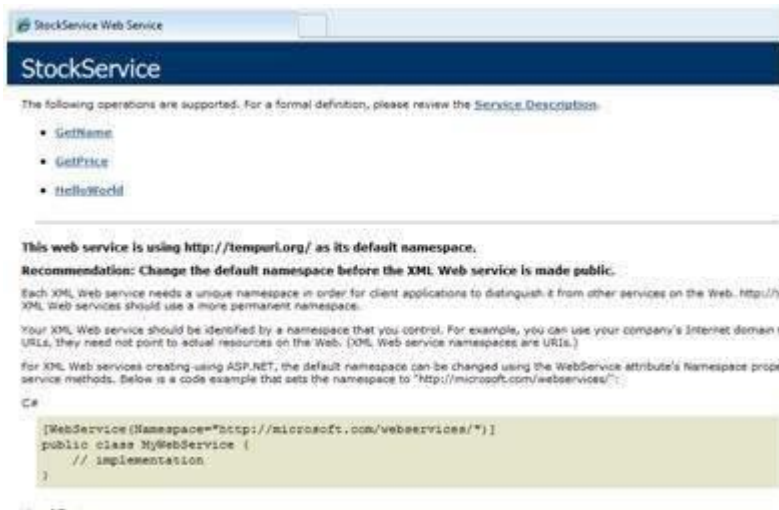 StockService Web Service
StockService
The following operations are supported. For a formal definition, please review the Service Description.
GetName
GetPrice
HelloWorld
This web service is using http://tempuri.org/ as its default namespace.
Recommendation: Change the default namespace before the XML Web service is made public.
Each XML Web service needs a unique namespace in order for client applications to distinguish it from other services on the Web. http://
XML Web services should use a more permanent namespace.
Your XML Web service should be identified by a namespace that you control. For example, you can use your company's Internet domain
URLs, they need not point to actual resources on the Web. (XML Web service namespaces are URIs.)
For XML Web services creating using ASP.NET, the default namespace can be changed using the WebService attribute's Namespace prope
service methods. Below is a code example that sets the namespace to "http://microsoft.com/webservices/":
C#
[WebService(Namespace="http://microsoft.com/webservices/")]
public class MyWebService {
// implementation
}